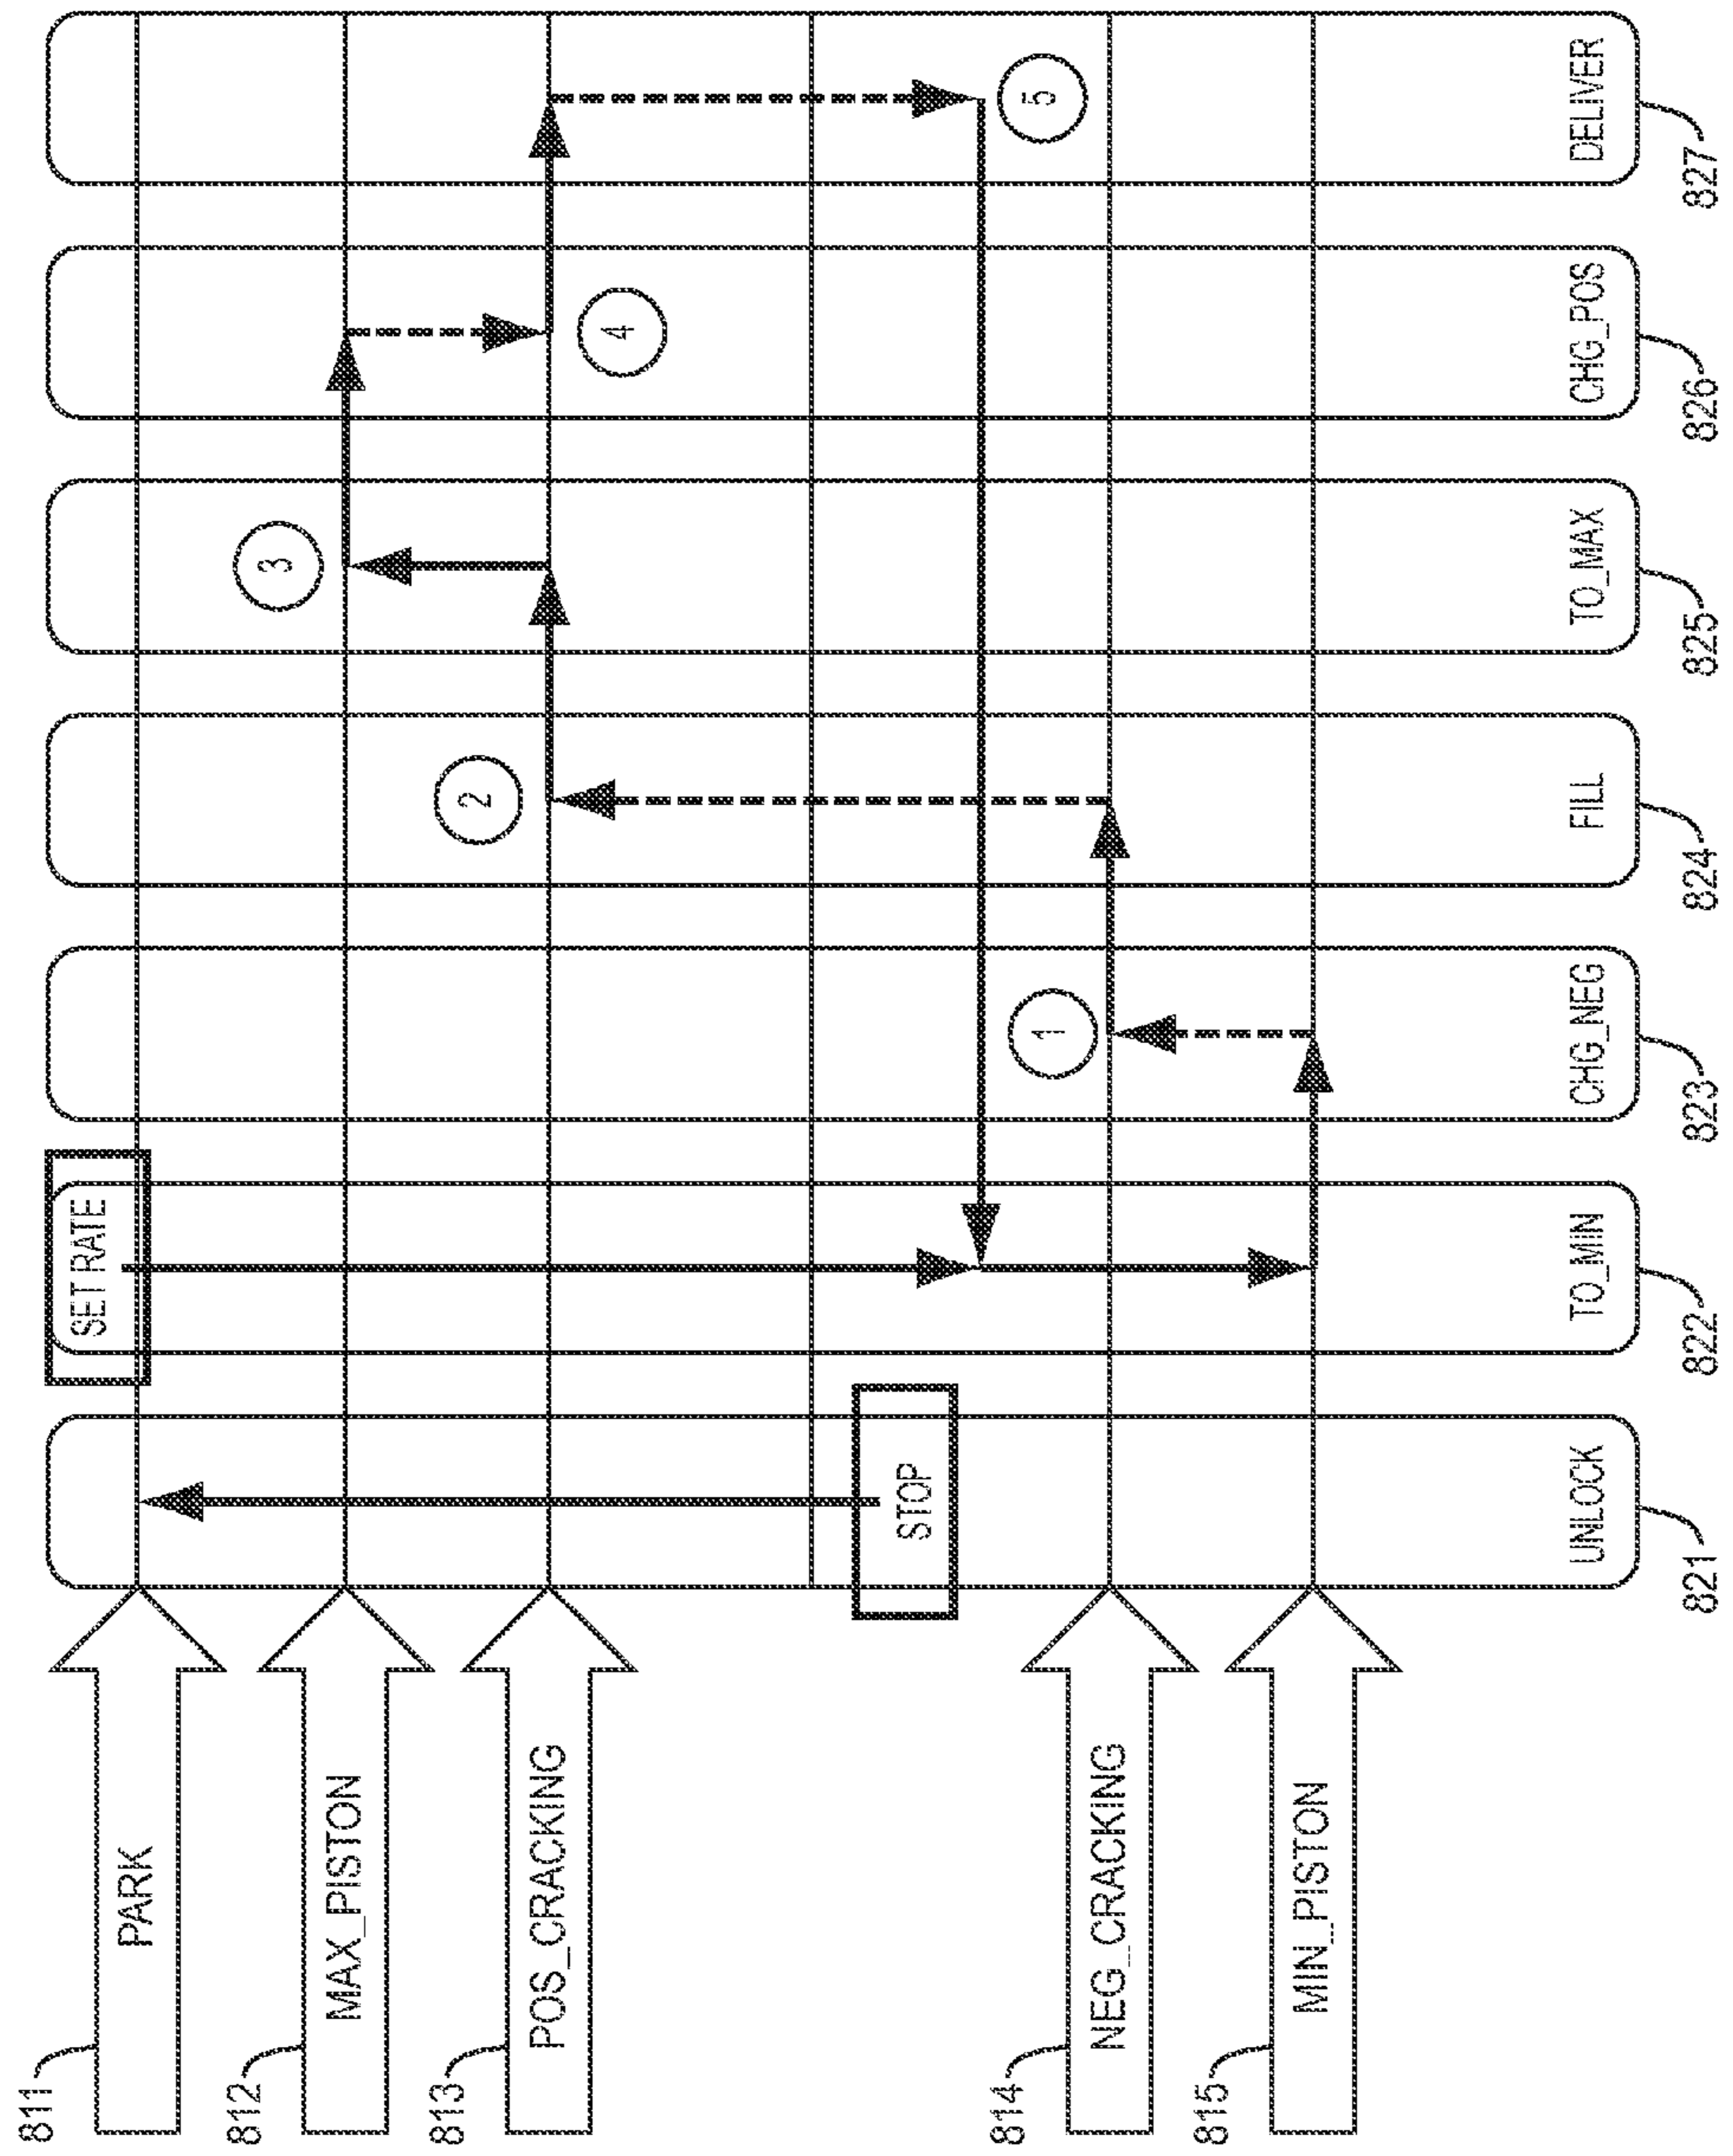 811
PARK
812
MAX_PISTON
813
POS_CRACKING
814
NEG_CRACKING
815
MIN_PISTON
STOP
UNLOCK
821
SET RATE
TO_MIN
822
1
CHG_NEG
823
2
FILL
824
3
TO_MAX
825
4
CHG_POS
826
5
DELIVER
827